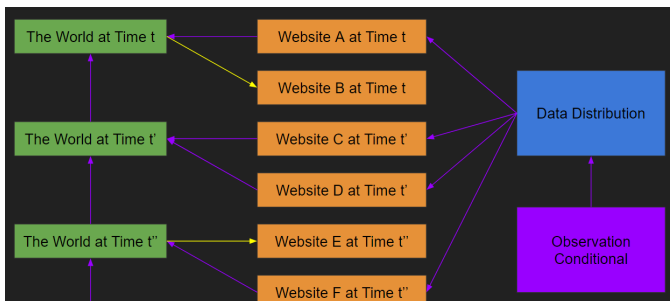 The World at Time t
Website A at Time t
Website B at Time t
Data Distribution
The World at Time t'
Website C at Time t'
Website D at Time t'
The World at Time t"
Website E at Time t"
Observation
Conditional
Website F at Time t"